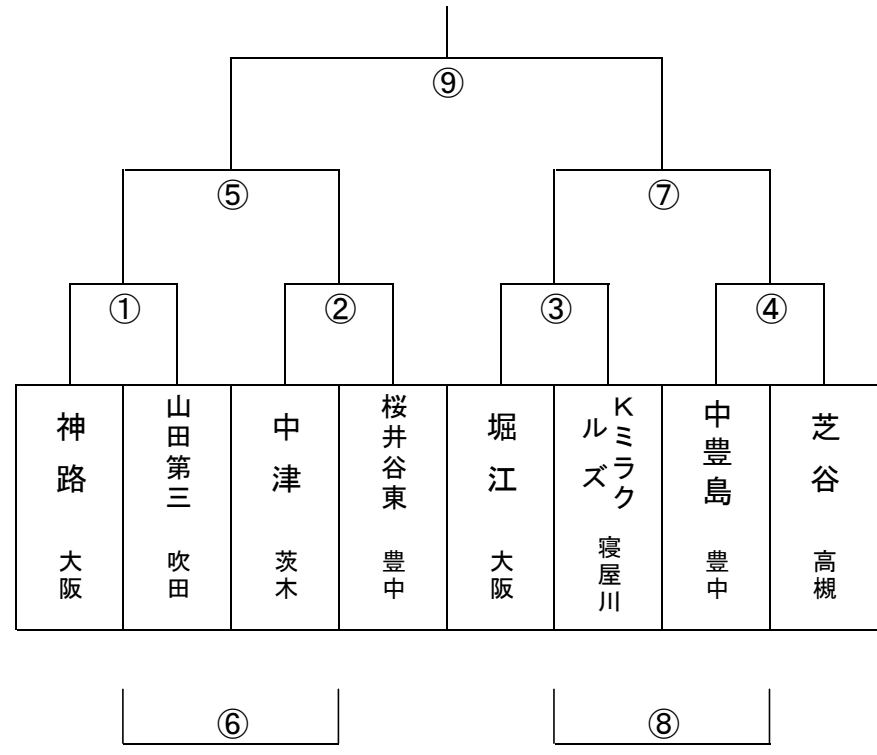 ⑨
⑤
⑦
①
②
③
④
神路
大阪
山田第三
吹田
中津
茨木
桜井谷東
豊中
堀江
大阪
Kミラク
ルズ
寝屋川
中豊島
豊中
芝谷
高槻
⑥
⑧